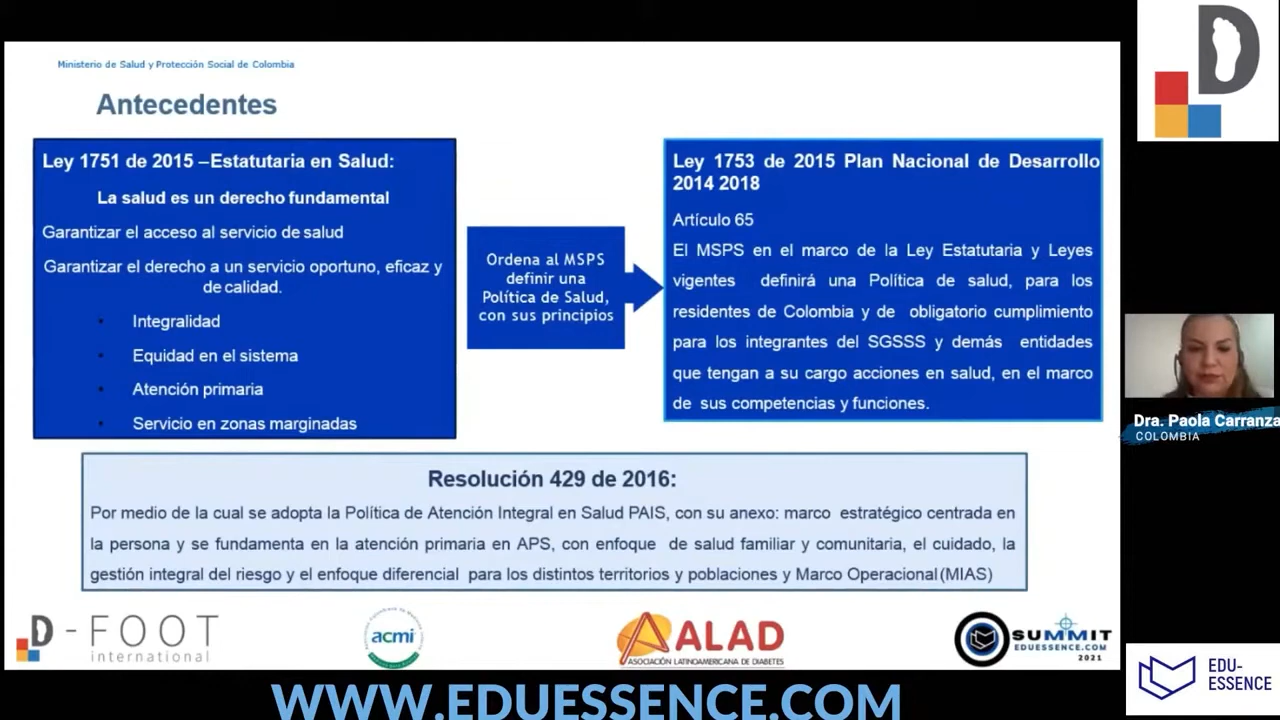 Ministerio de Salud y Protección Social de Colombia
Antecedentes
Ley 1751 de 2015 –Estatutaria en Salud:
La salud es un derecho fundamental
Garantizar el acceso al servicio de salud
Garantizar el derecho a un servicio oportuno, eficaz y
de calidad.
• Integralidad
• Equidad en el sistema
• Atención primaria
• Servicio en zonas marginadas
Ordena al MSPS
definir una
Política de Salud,
con sus principios
Ley 1753 de 2015 Plan Nacional de Desarrollo
2014 2018
Artículo 65
El MSPS en el marco de la Ley Estatutaria y Leyes
vigentes definirá una Política de salud, para los
residentes de Colombia y de obligatorio cumplimiento
para los integrantes del SGSSS y demás entidades
que tengan a su cargo acciones en salud, en el marco
de sus competencias y funciones.
Resolución 429 de 2016:
Por medio de la cual se adopta la Política de Atención Integral en Salud PAIS, con su anexo: marco estratégico centrada en
la persona y se fundamenta en la atención primaria en APS, con enfoque de salud familiar y comunitaria, el cuidado, la
gestión integral del riesgo y el enfoque diferencial para los distintos territorios y poblaciones y Marco Operacional (MIAS)
D-FOOT
international
acmi
ALAD
ASOCIACIÓN LATINOAMERICANA DE DIABETES
SUMMIT
EDUESSENCE.COM
2021
D
Dra. Paola Carranza
COLOMBIA
EDU-
ESSENCE
WWW.EDUESSENCE.COM